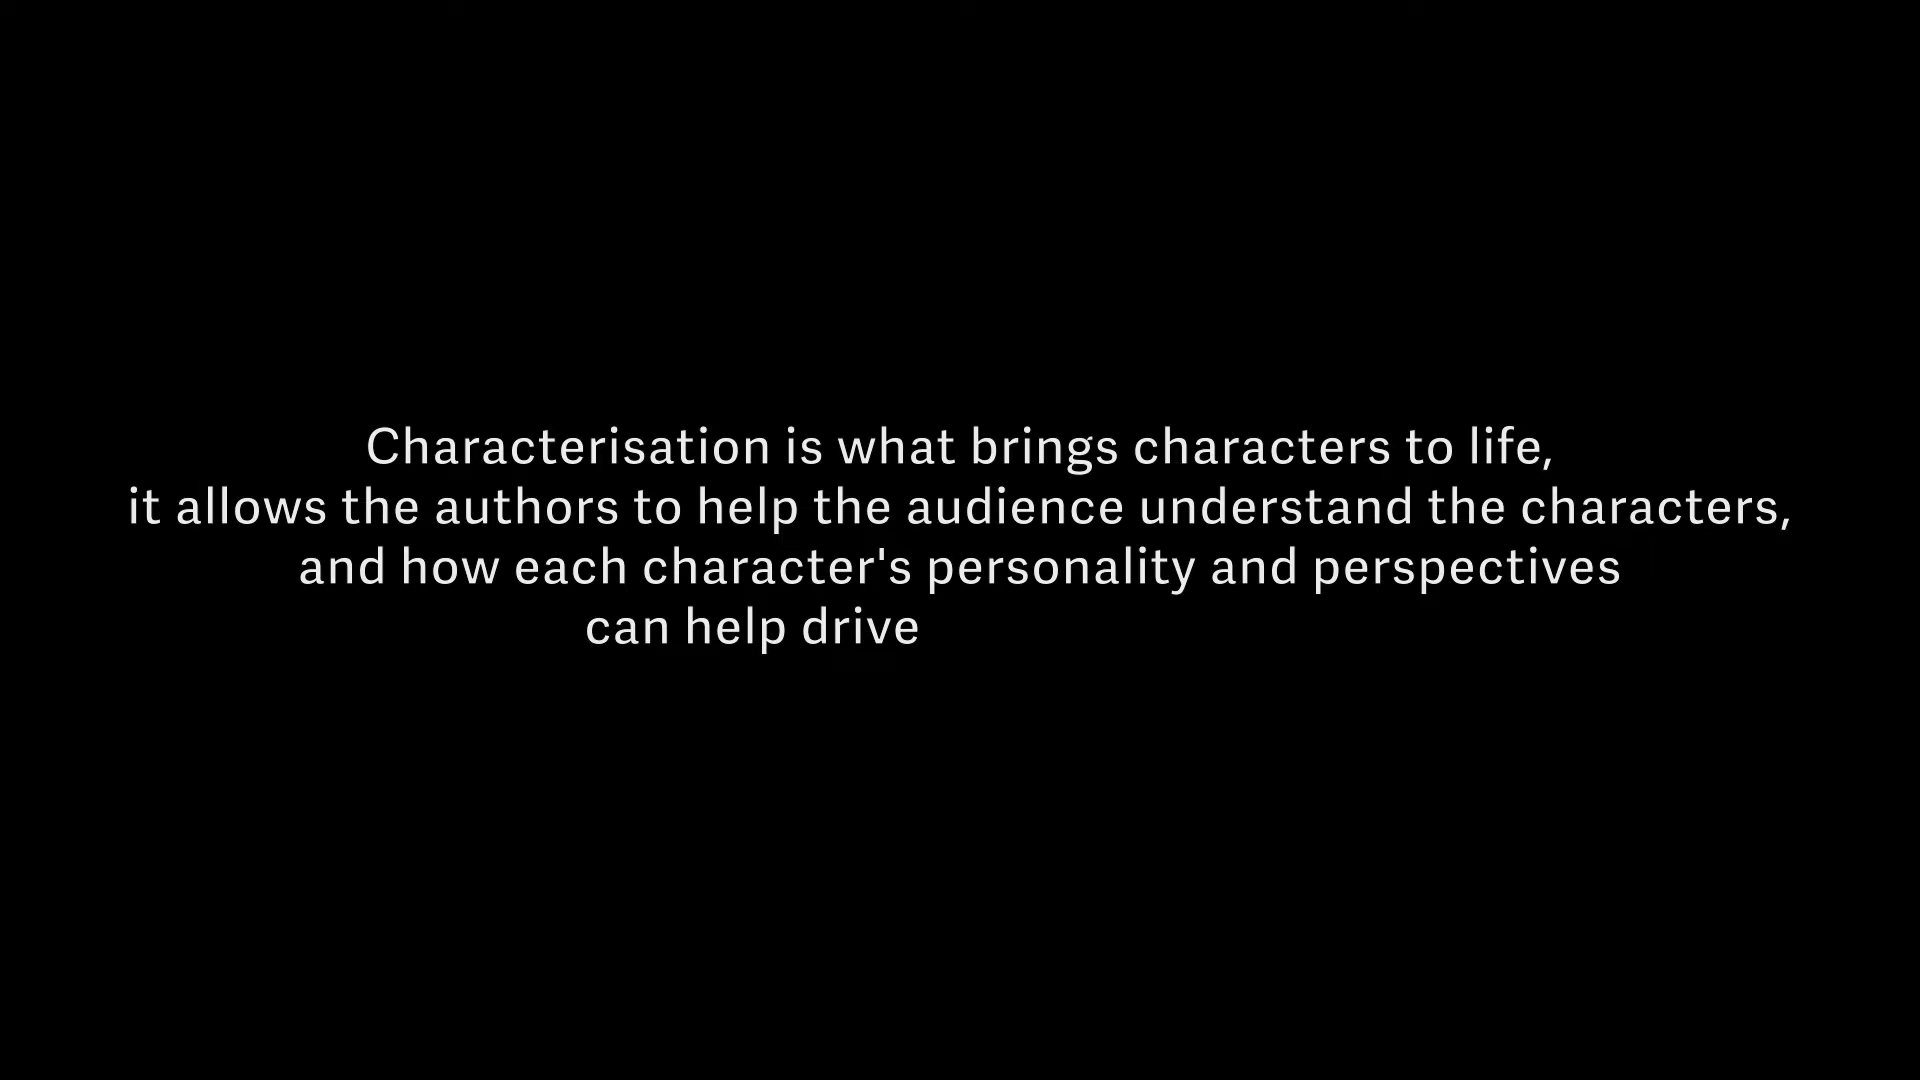 Characterisation is what brings characters to life,
it allows the authors to help the audience understand the characters,
and how each character's personality and perspectives
can help drive